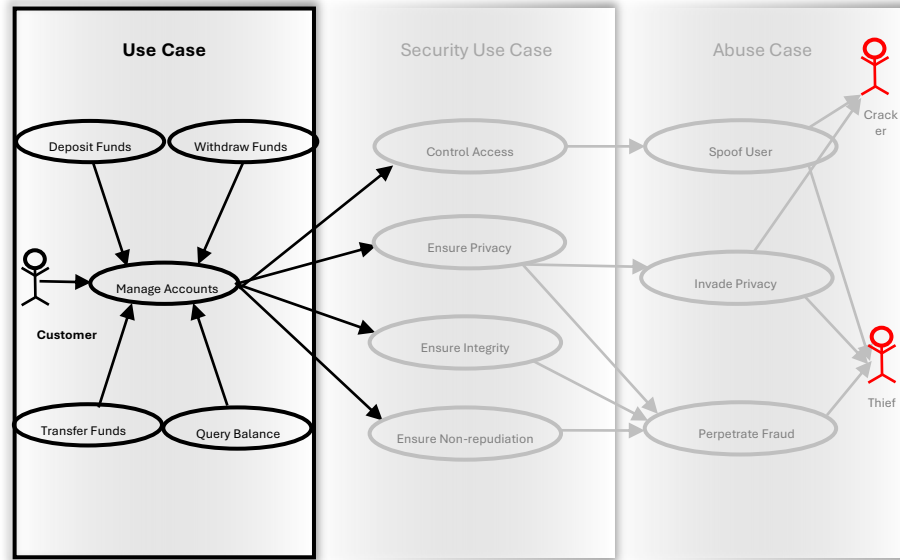 Use Case
Security Use Case
Abuse Case
Deposit Funds
Withdraw Funds
Control Access
Spoof User
Crack
er
Ensure Privacy
Manage Accounts
Invade Privacy
Customer
Ensure Integrity
Thief
Transfer Funds
Query Balance
Ensure Non-repudiation
Perpetrate Fraud